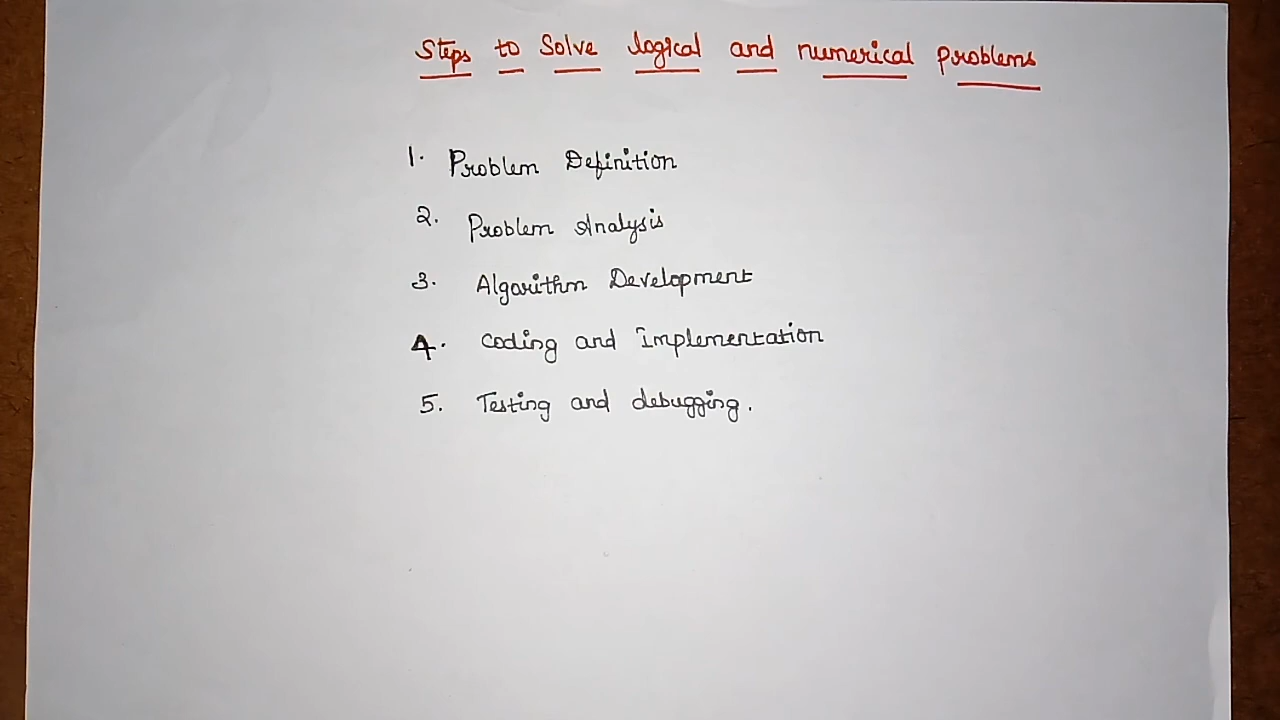 Steps to Solve logical and numerical problems
1. Problem Definition
2. Problem Analysis
3. Algorithm Development
4. Coding and Implementation
5. Testing and debugging.